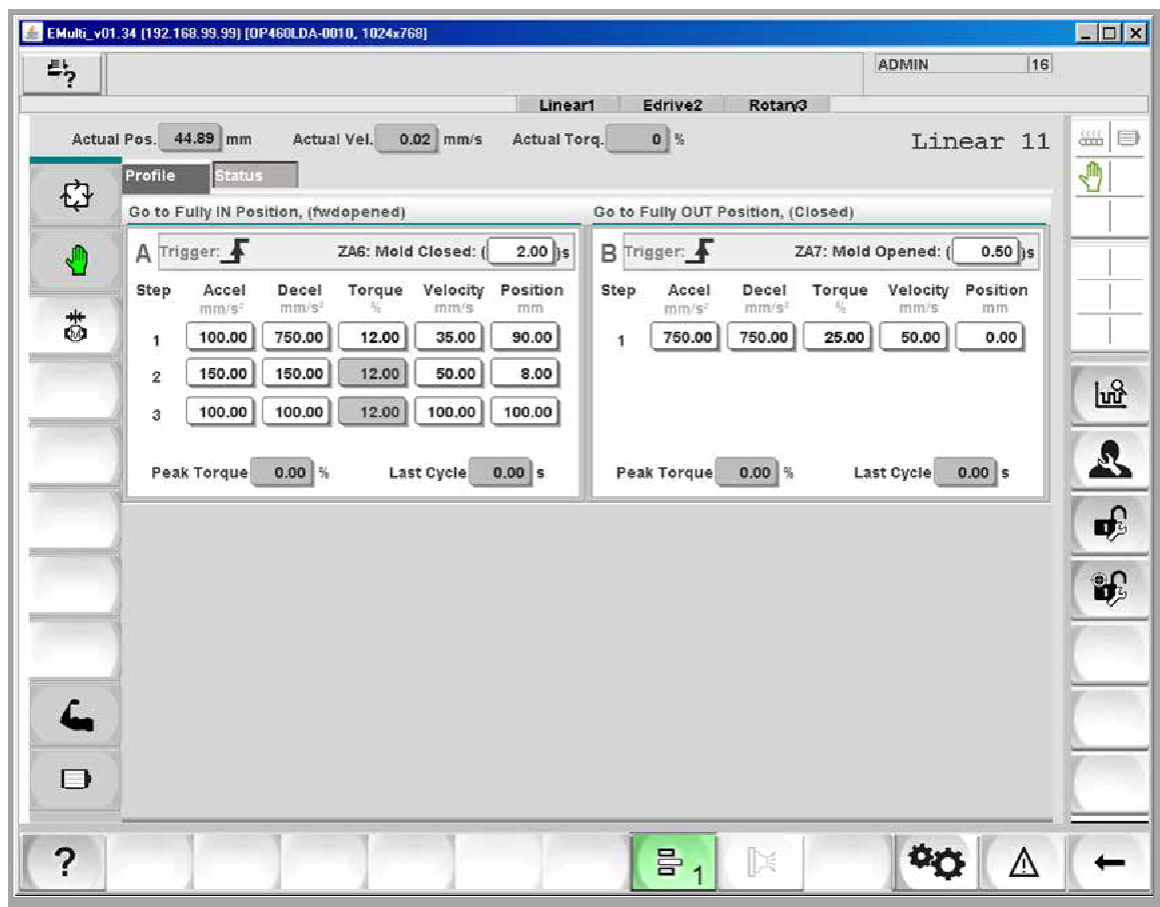 EMulti_v01.34 (192.168.99.99) [OP460LDA-0010, 1024x768]
ADMIN 16
Linear1 Edrive2 Rotary3
Actual Pos. 44.89 mm Actual Vel. 0.02 mm/s Actual Torq. 0 % Linear 11
Profile Status
Go to Fully IN Position, (fwdopened) Go to Fully OUT Position, (Closed)
A Trigger: ZA6: Mold Closed: ( 2.00 )s B Trigger: ZA7: Mold Opened: ( 0.50 )s
Step Accel Decel Torque Velocity Position Step Accel Decel Torque Velocity Position
mm/s² mm/s² % mm/s mm mm/s² mm/s² % mm/s mm
1 100.00 750.00 12.00 35.00 90.00 1 750.00 750.00 25.00 50.00 0.00
2 150.00 150.00 12.00 50.00 8.00
3 100.00 100.00 12.00 100.00 100.00
Peak Torque 0.00 % Last Cycle 0.00 s Peak Torque 0.00 % Last Cycle 0.00 s
? 1